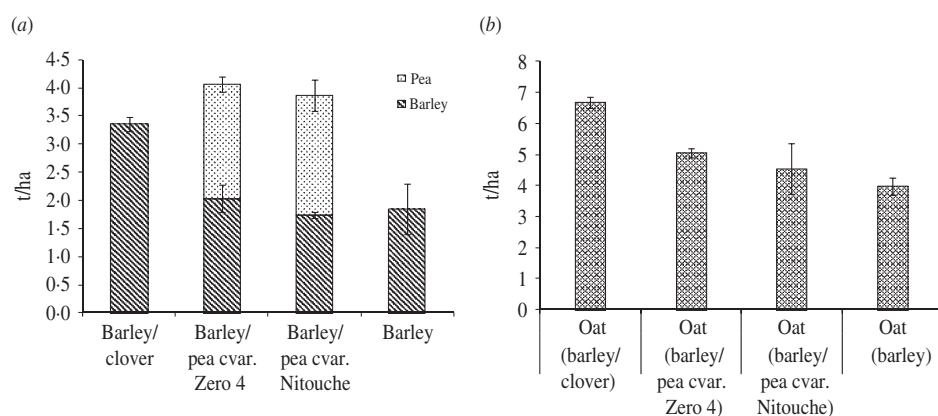 (a)
t/ha
4·5
4·0
3·5
3·0
2·5
2·0
1·5
1·0
0·5
0·0
Pea
Barley
Barley/
clover
Barley/
pea cvar.
Zero 4
Barley/
pea cvar.
Nitouche
Barley
(b)
t/ha
8
7
6
5
4
3
2
1
0
Oat
(barley/
clover)
Oat
(barley/
pea cvar.
Zero 4)
Oat
(barley/
pea cvar.
Nitouche)
Oat
(barley)